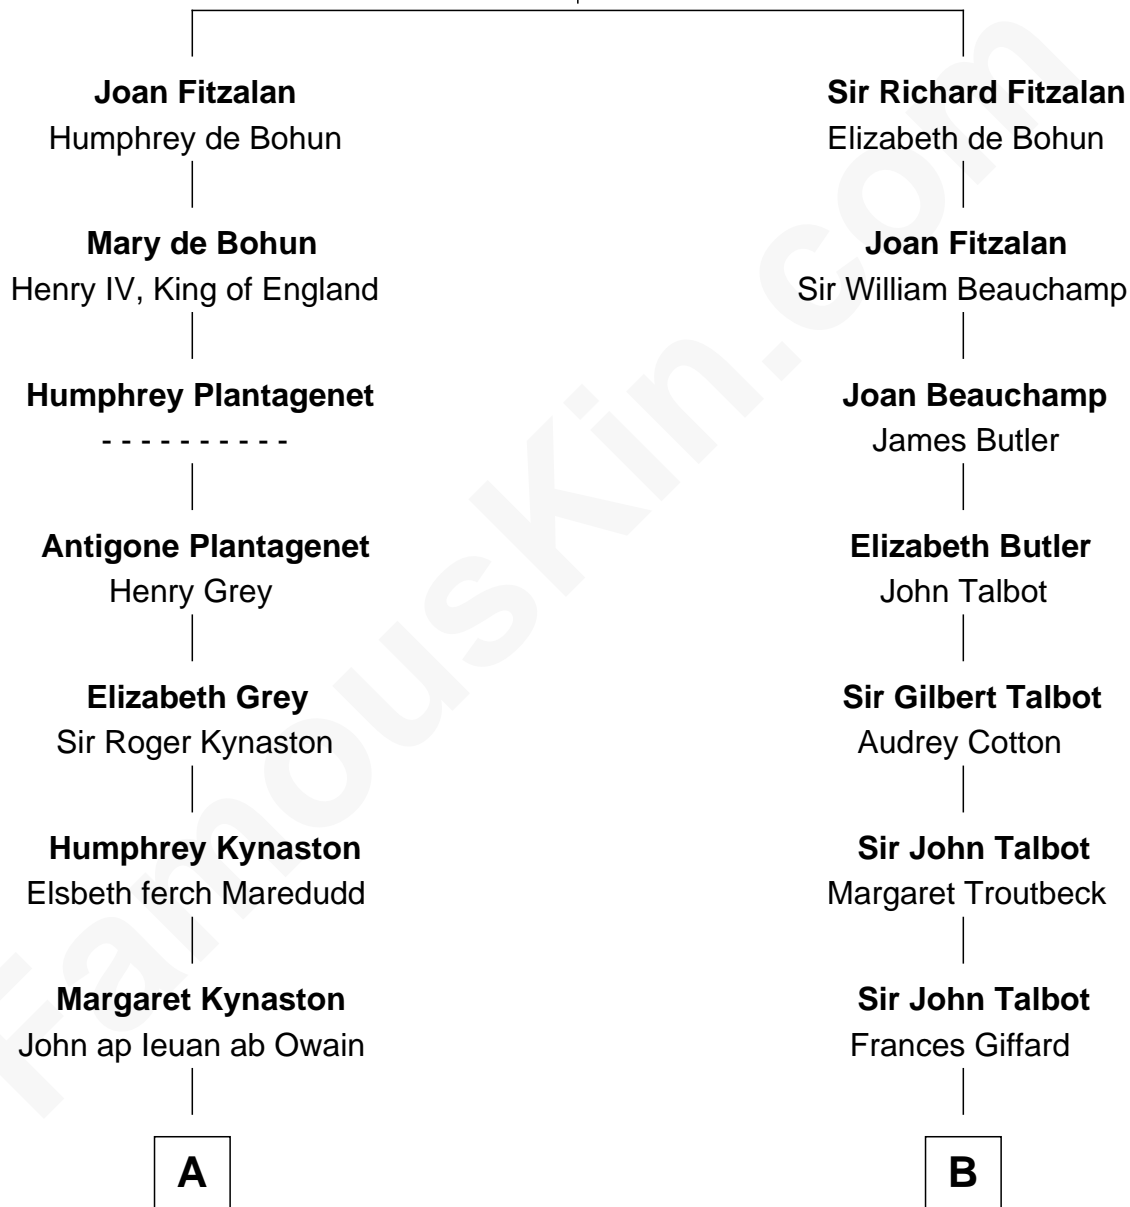 Joan Fitzalan
Humphrey de Bohun
Sir Richard Fitzalan
Elizabeth de Bohun
Mary de Bohun
Henry IV, King of England
Joan Fitzalan
Sir William Beauchamp
Humphrey Plantagenet
- - - - - - - - - -
Joan Beauchamp
James Butler
Antigone Plantagenet
Henry Grey
Elizabeth Butler
John Talbot
Elizabeth Grey
Sir Roger Kynaston
Sir Gilbert Talbot
Audrey Cotton
Humphrey Kynaston
Elsbeth ferch Maredudd
Sir John Talbot
Margaret Troutbeck
Margaret Kynaston
John ap Ieuan ab Owain
Sir John Talbot
Frances Giffard
A
B
FamousKin.com